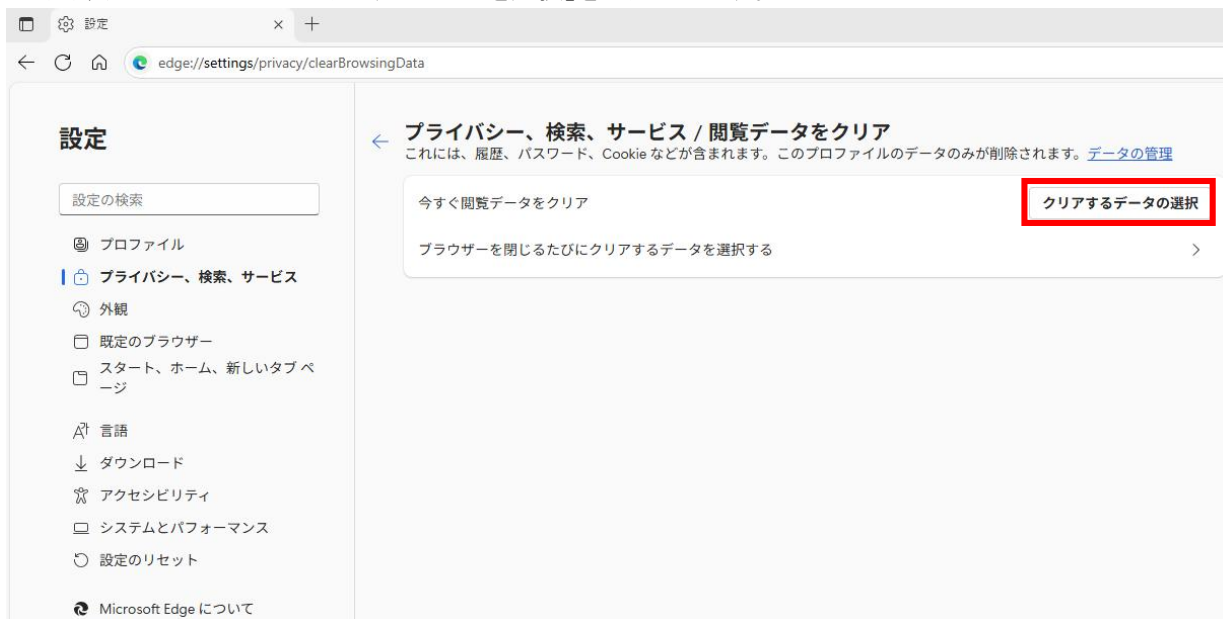 設定
edge://settings/privacy/clearBrowsingData
設定
設定の検索
プロファイル
プライバシー、検索、サービス
外観
既定のブラウザー
スタート、ホーム、新しいタブ ペ
ージ
言語
ダウンロード
アクセシビリティ
システムとパフォーマンス
設定のリセット
Microsoft Edge について
プライバシー、検索、サービス / 閲覧データをクリア
これには、履歴、パスワード、Cookie などが含まれます。このプロファイルのデータのみが削除されます。データの管理
今すぐ閲覧データをクリア
クリアするデータの選択
ブラウザーを閉じるたびにクリアするデータを選択する